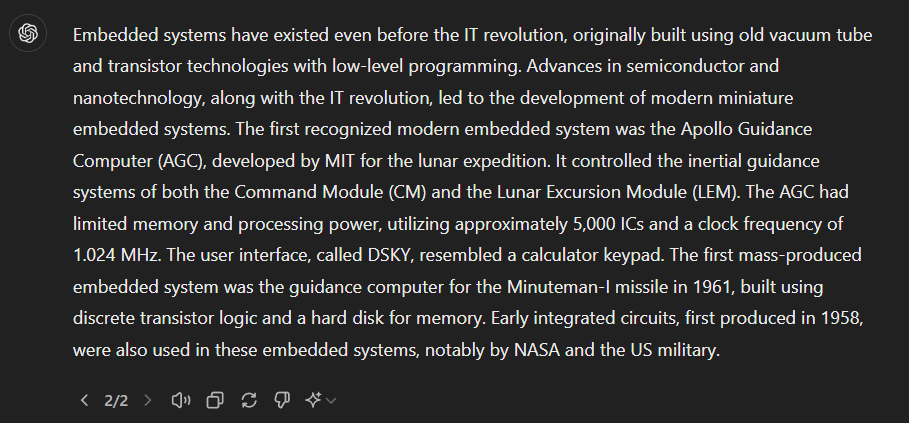 Embedded systems have existed even before the IT revolution, originally built using old vacuum tube
and transistor technologies with low-level programming. Advances in semiconductor and
nanotechnology, along with the IT revolution, led to the development of modern miniature
embedded systems. The first recognized modern embedded system was the Apollo Guidance
Computer (AGC), developed by MIT for the lunar expedition. It controlled the inertial guidance
systems of both the Command Module (CM) and the Lunar Excursion Module (LEM). The AGC had
limited memory and processing power, utilizing approximately 5,000 ICs and a clock frequency of
1.024 MHz. The user interface, called DSKY, resembled a calculator keypad. The first mass-produced
embedded system was the guidance computer for the Minuteman-I missile in 1961, built using
discrete transistor logic and a hard disk for memory. Early integrated circuits, first produced in 1958,
were also used in these embedded systems, notably by NASA and the US military.
2/2